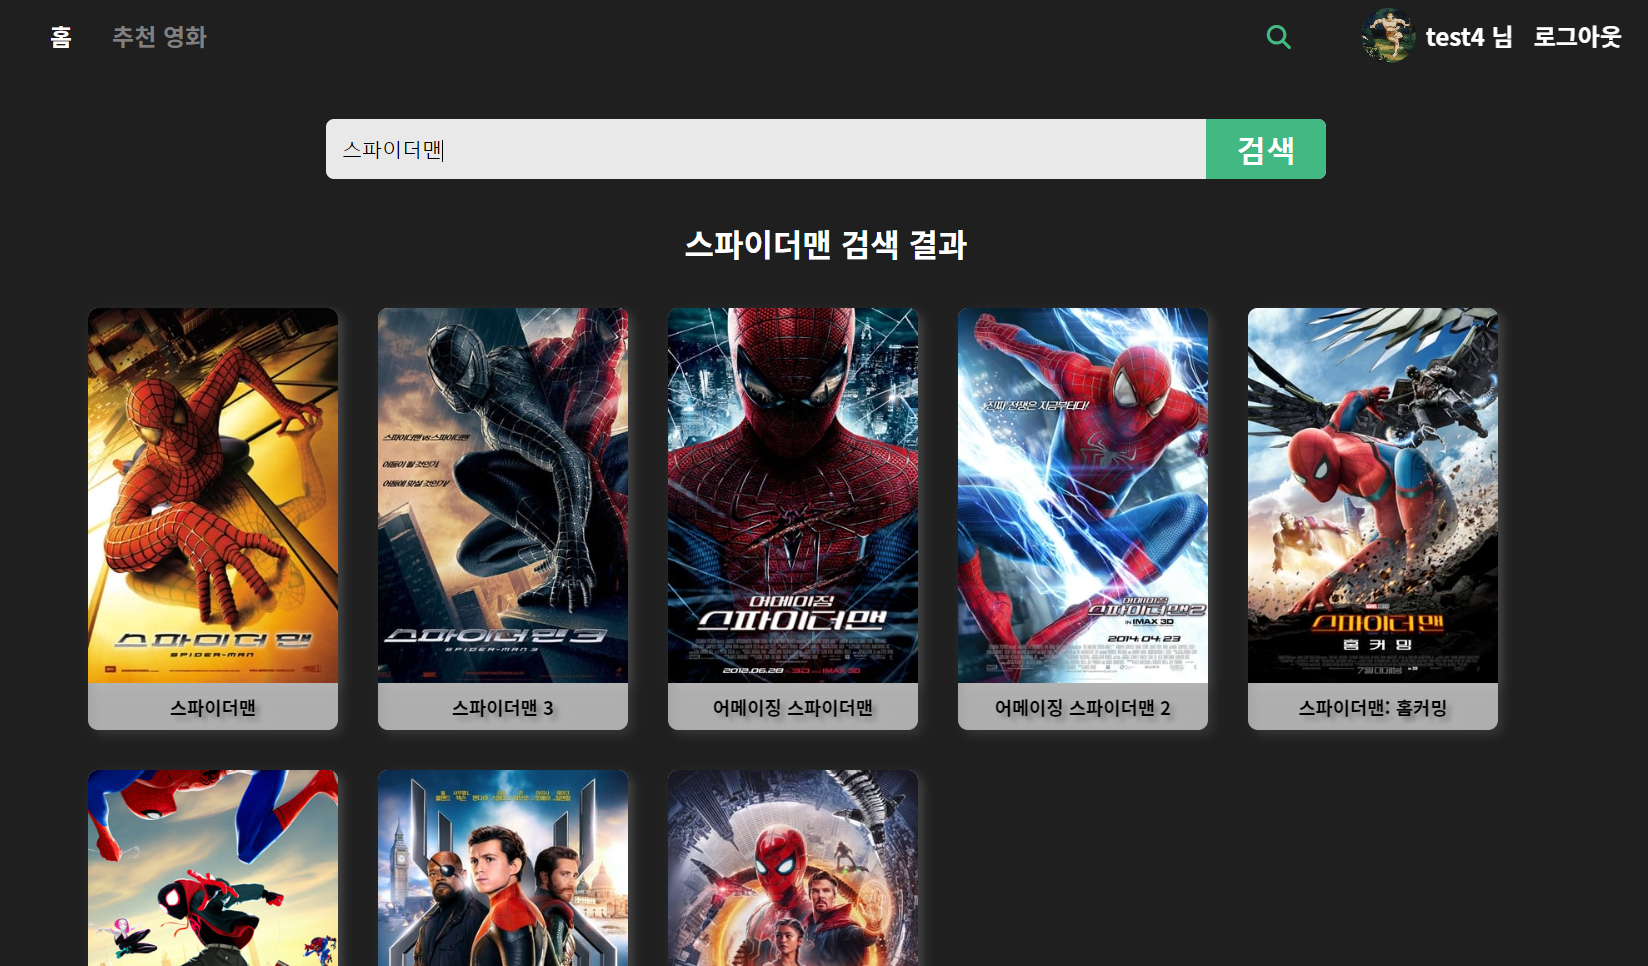 홈 추천 영화 test4 님 로그아웃
스파이더맨 검색
스파이더맨 검색 결과
스파이더맨
SPIDER-MAN
스파이더맨
스파이더맨 vs 스파이더맨
어둠이 될 것인가,
어둠에 맞설 것인가!
스파이더맨 3
SPIDER-MAN 3
스파이더맨 3
어메이징
스파이더맨
2012.06.28 3D IMAX 3D
어메이징 스파이더맨
진짜 전쟁은 지금부터다!
어메이징
스파이더맨2
IN IMAX 3D
2014.04.23
어메이징 스파이더맨 2
스파이더맨
홈커밍
7월 대개봉
스파이더맨: 홈커밍